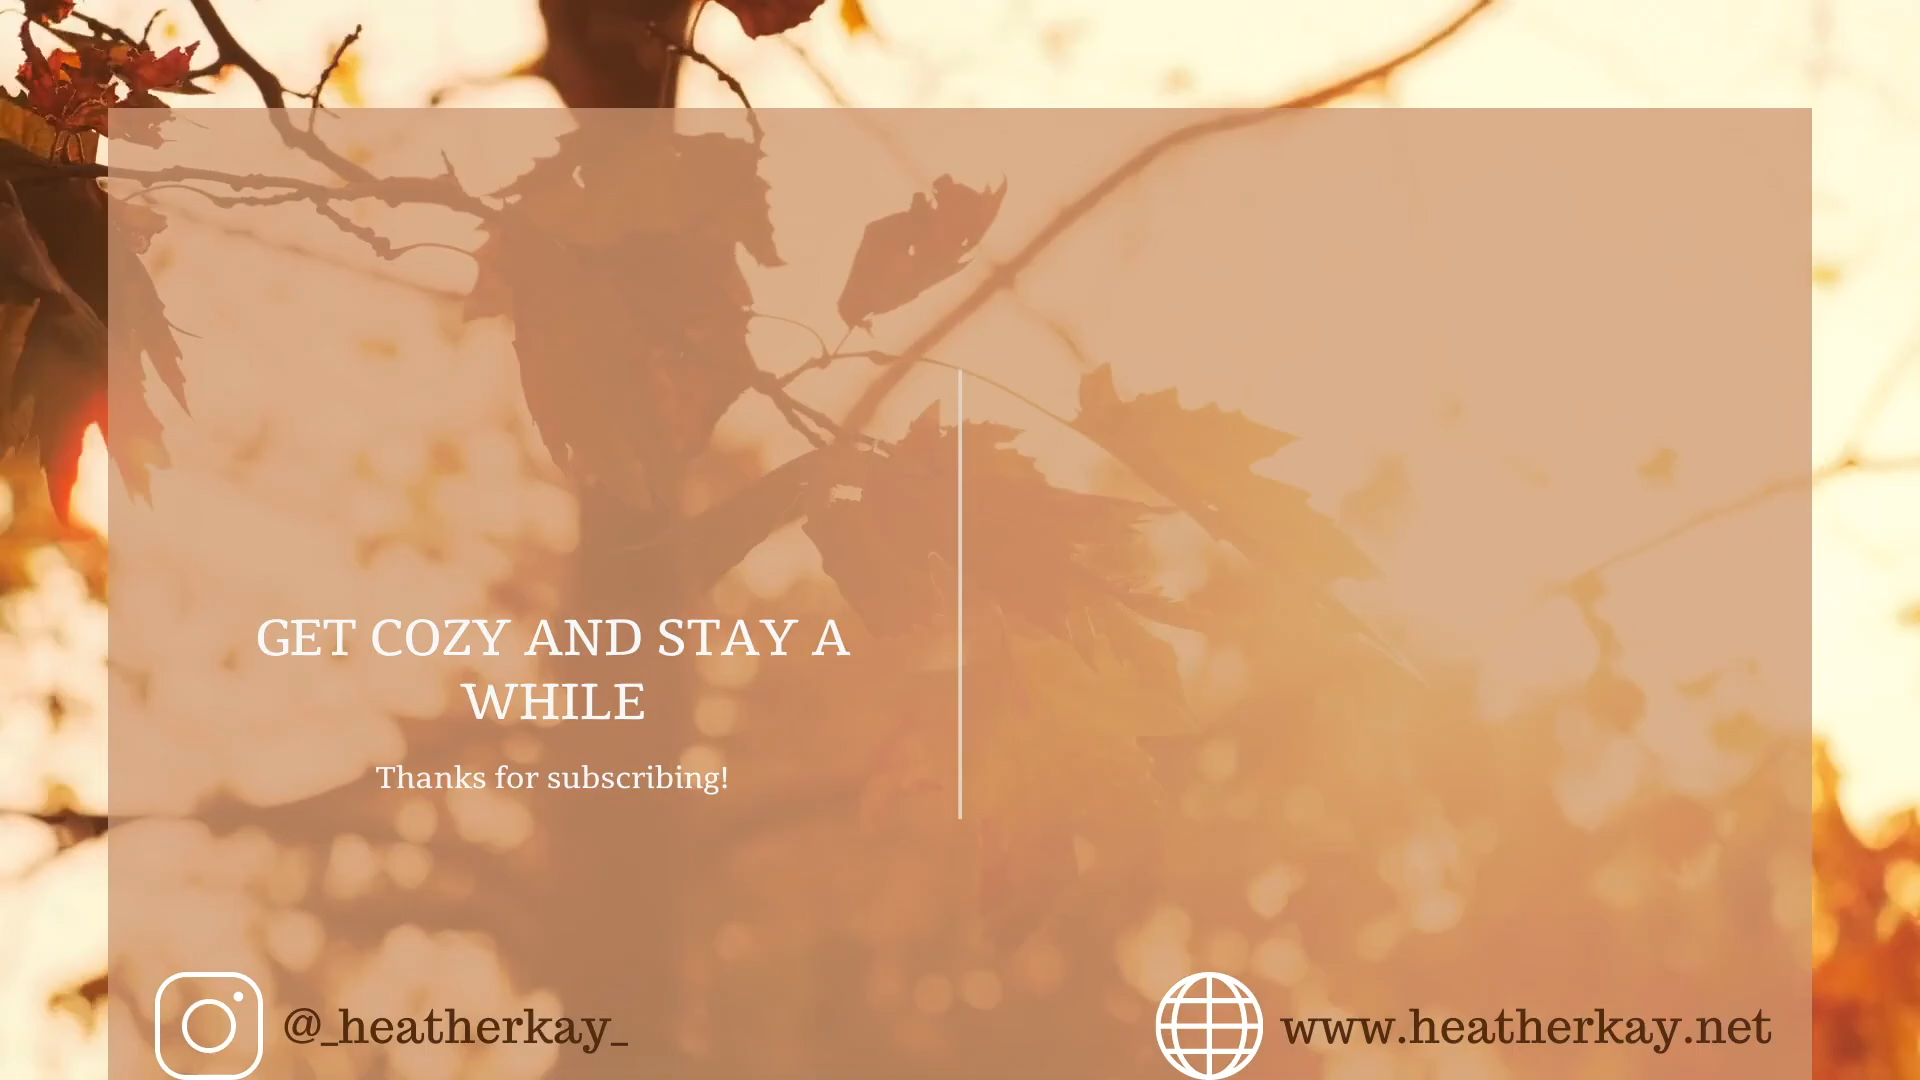 GET COZY AND STAY A
WHILE
Thanks for subscribing!
@_heatherkay_
www.heatherkay.net